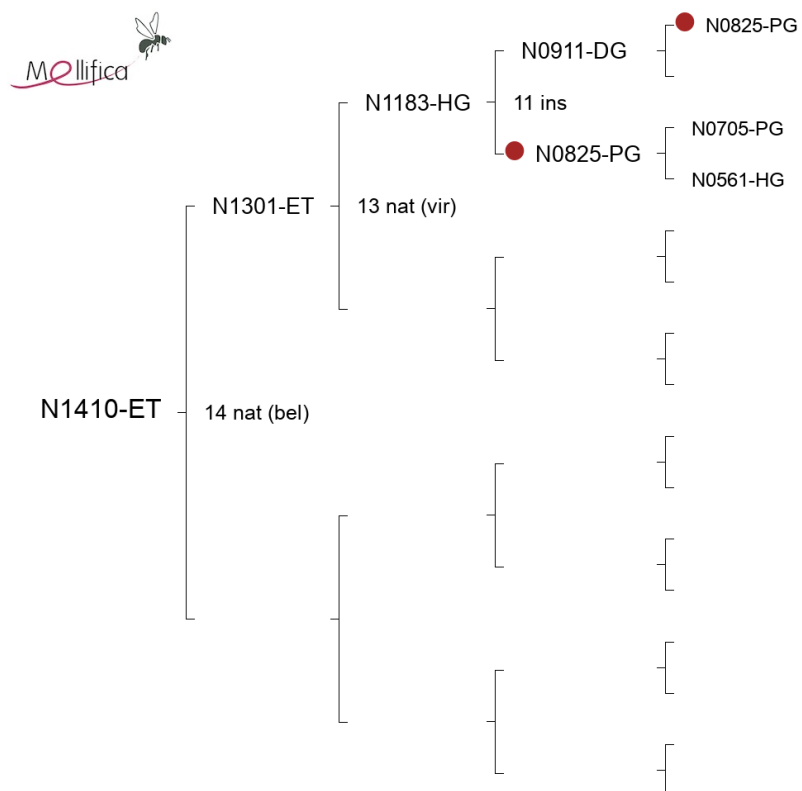 Mellifica
N0825-PG
N0911-DG
N1183-HG
11 ins
N0705-PG
N0825-PG
N0561-HG
N1301-ET
13 nat (vir)
N1410-ET
14 nat (bel)